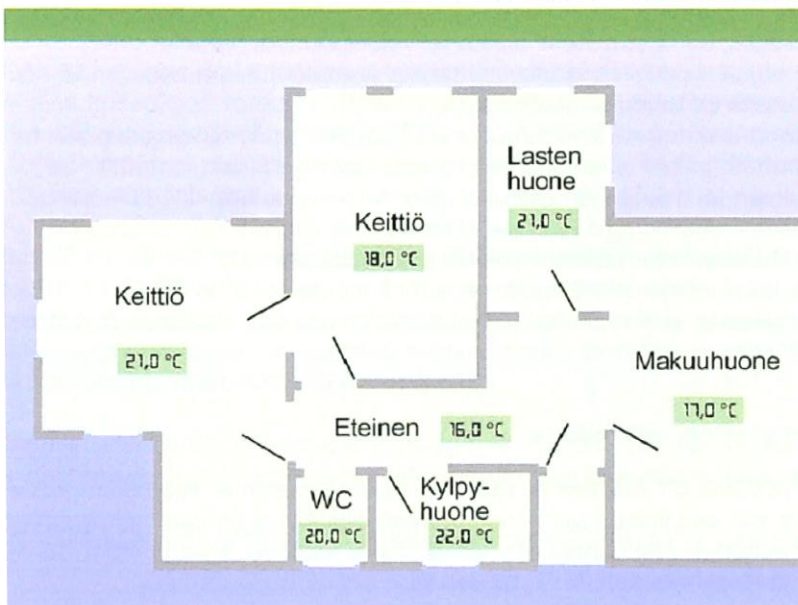 Lasten
huone
21,0 °C
Keittiö
18,0 °C
Keittiö
21,0 °C
Makuuhuone
17,0 °C
Eteinen 16,0 °C
WC
20,0 °C
Kylpy-
huone
22,0 °C